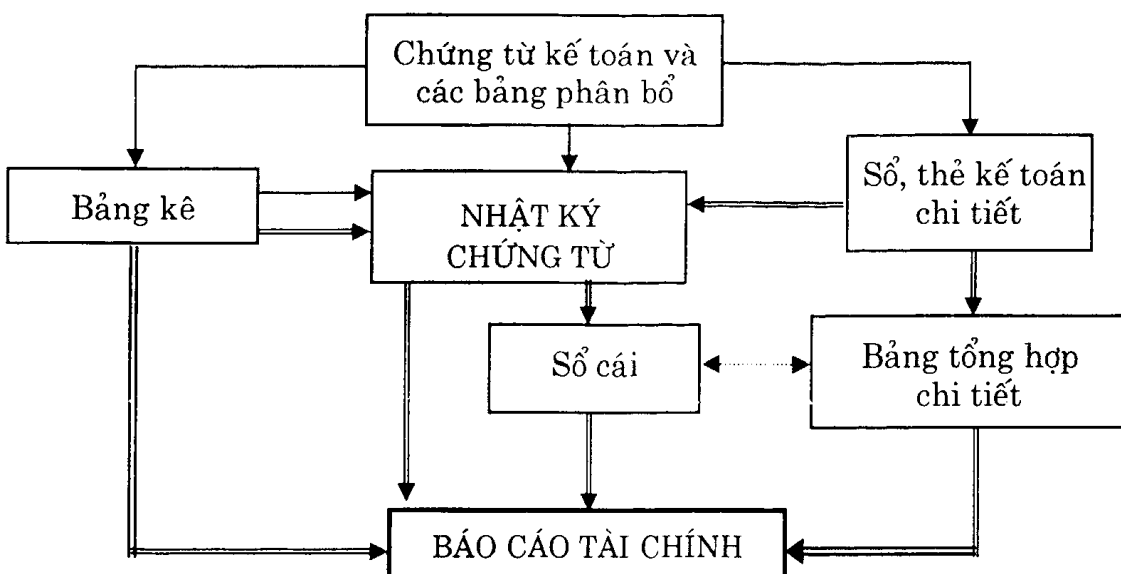 Chứng từ kế toán và
các bảng phân bổ
Bảng kê
NHẬT KÝ
CHỨNG TỪ
Sổ, thẻ kế toán
chi tiết
Sổ cái
Bảng tổng hợp
chi tiết
BÁO CÁO TÀI CHÍNH